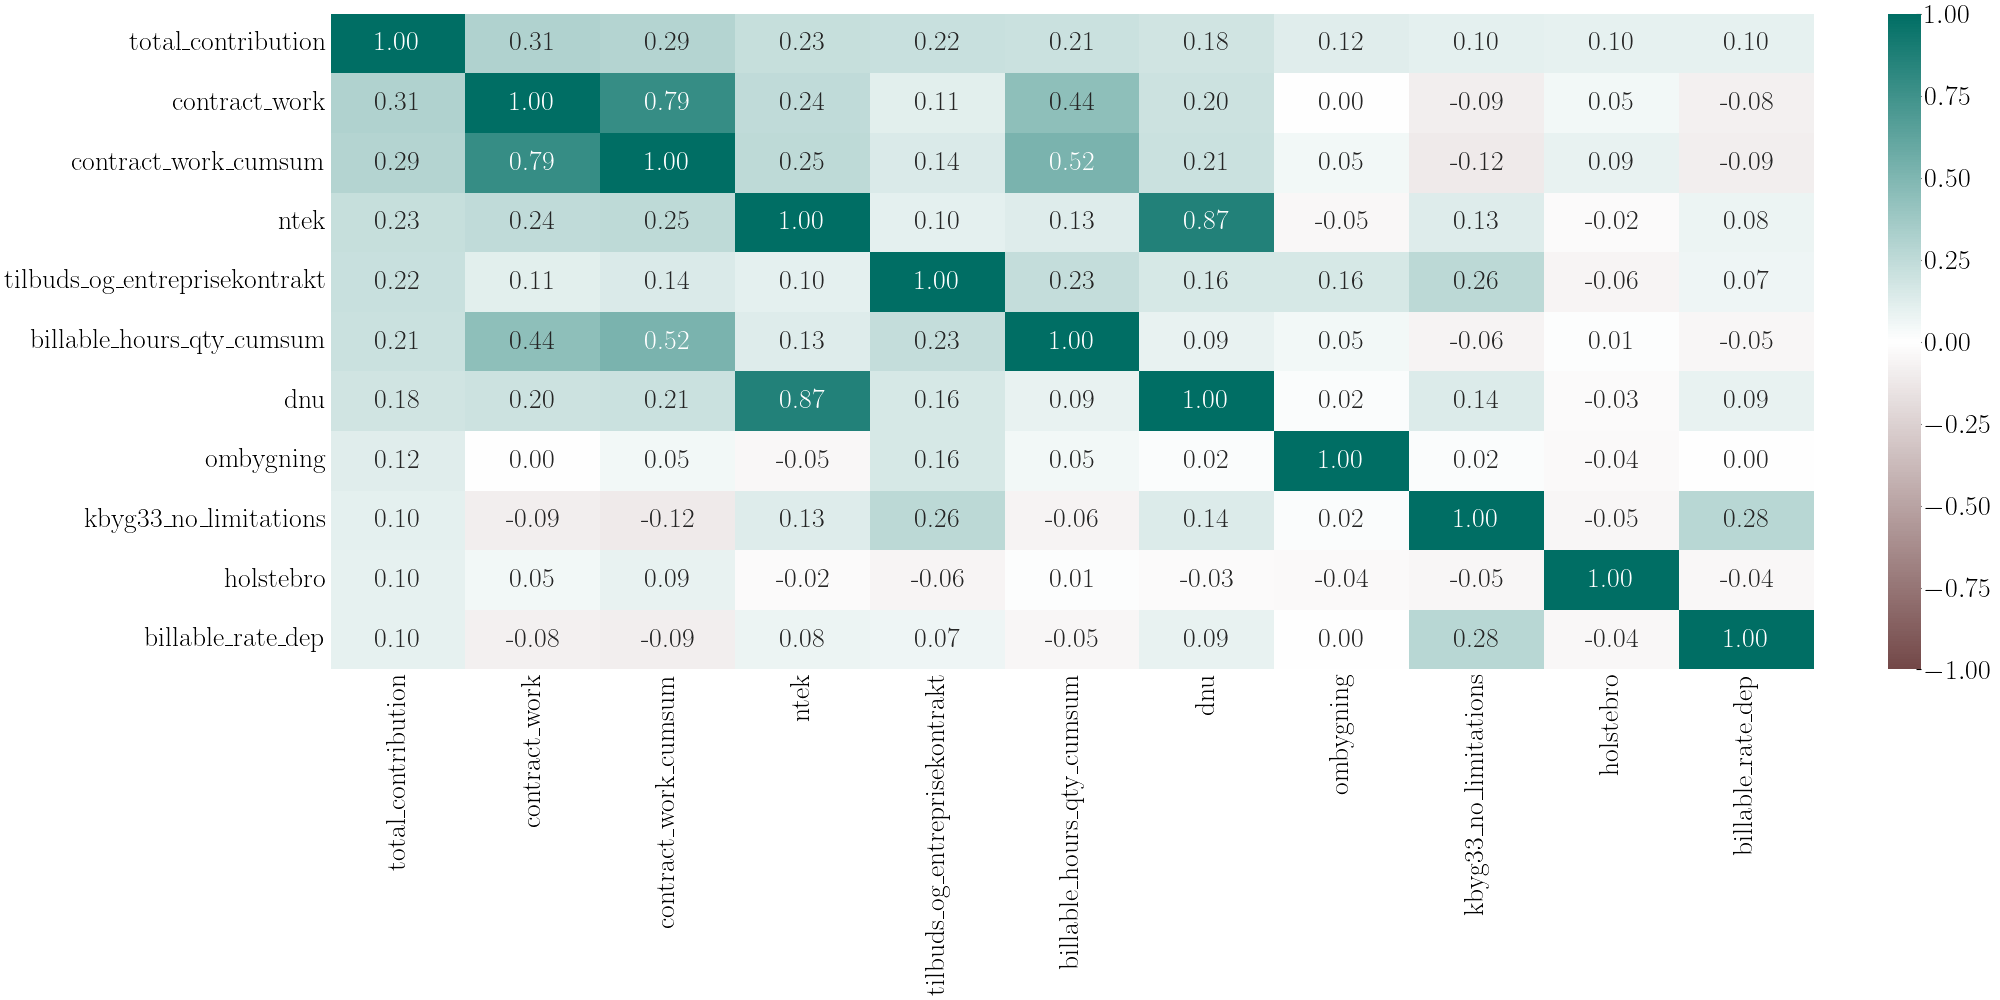 total_contribution 1.00 0.31 0.29 0.23 0.22 0.21 0.18 0.12 0.10 0.10 0.10
contract_work 0.31 1.00 0.79 0.24 0.11 0.44 0.20 0.00 -0.09 0.05 -0.08
contract_work_cumsum 0.29 0.79 1.00 0.25 0.14 0.52 0.21 0.05 -0.12 0.09 -0.09
ntek 0.23 0.24 0.25 1.00 0.10 0.13 0.87 -0.05 0.13 -0.02 0.08
tilbuds_og_entreprisekontrakt 0.22 0.11 0.14 0.10 1.00 0.23 0.16 0.16 0.26 -0.06 0.07
billable_hours_qty_cumsum 0.21 0.44 0.52 0.13 0.23 1.00 0.09 0.05 -0.06 0.01 -0.05
dnu 0.18 0.20 0.21 0.87 0.16 0.09 1.00 0.02 0.14 -0.03 0.09
ombygning 0.12 0.00 0.05 -0.05 0.16 0.05 0.02 1.00 0.02 -0.04 0.00
kbyg33_no_limitations 0.10 -0.09 -0.12 0.13 0.26 -0.06 0.14 0.02 1.00 -0.05 0.28
holstebro 0.10 0.05 0.09 -0.02 -0.06 0.01 -0.03 -0.04 -0.05 1.00 -0.04
billable_rate_dep 0.10 -0.08 -0.09 0.08 0.07 -0.05 0.09 0.00 0.28 -0.04 1.00
total_contribution
contract_work
contract_work_cumsum
ntek
tilbuds_og_entreprisekontrakt
billable_hours_qty_cumsum
dnu
ombygning
kbyg33_no_limitations
holstebro
billable_rate_dep
1.00
0.75
0.50
0.25
0.00
−0.25
−0.50
−0.75
−1.00